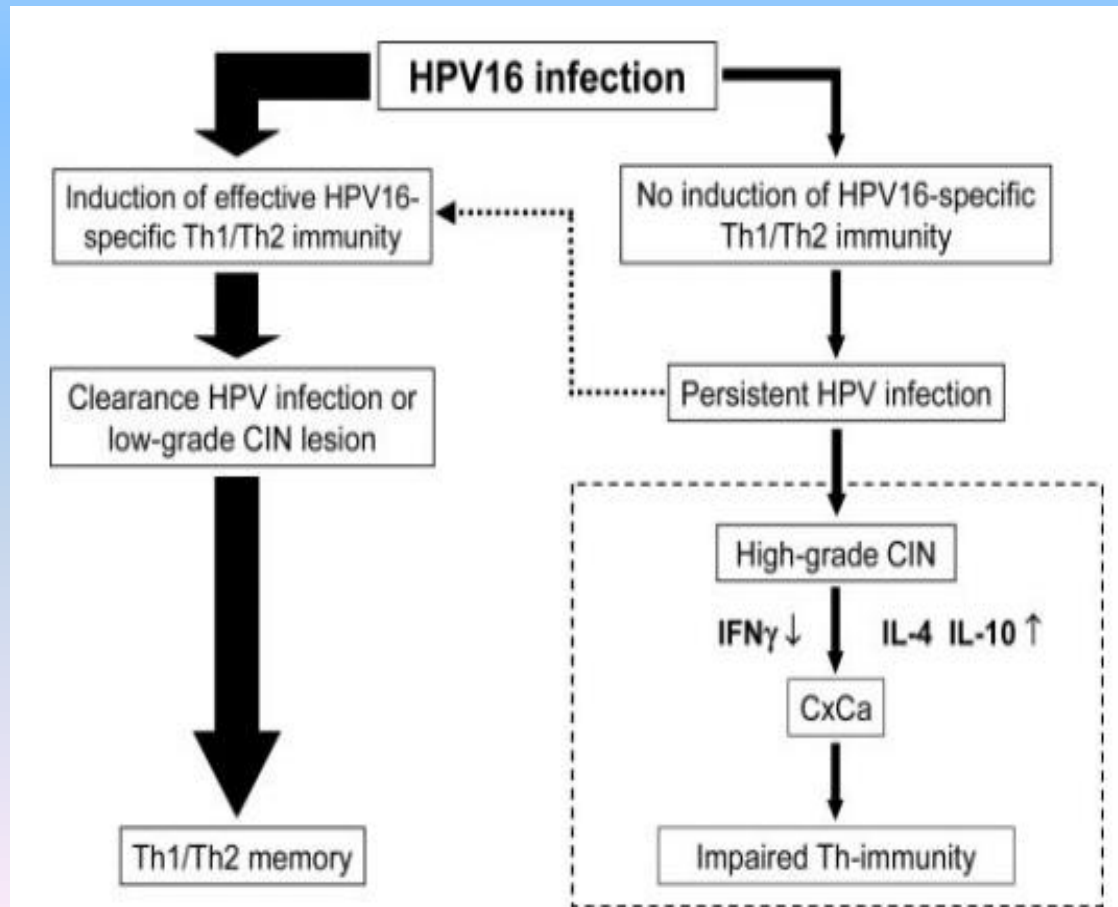 HPV16 infection
Induction of effective HPV16-
specific Th1/Th2 immunity
No induction of HPV16-specific
Th1/Th2 immunity
Clearance HPV infection or
low-grade CIN lesion
Persistent HPV infection
High-grade CIN
IFNγ↓ IL-4 IL-10↑
CxCa
Th1/Th2 memory
Impaired Th-immunity